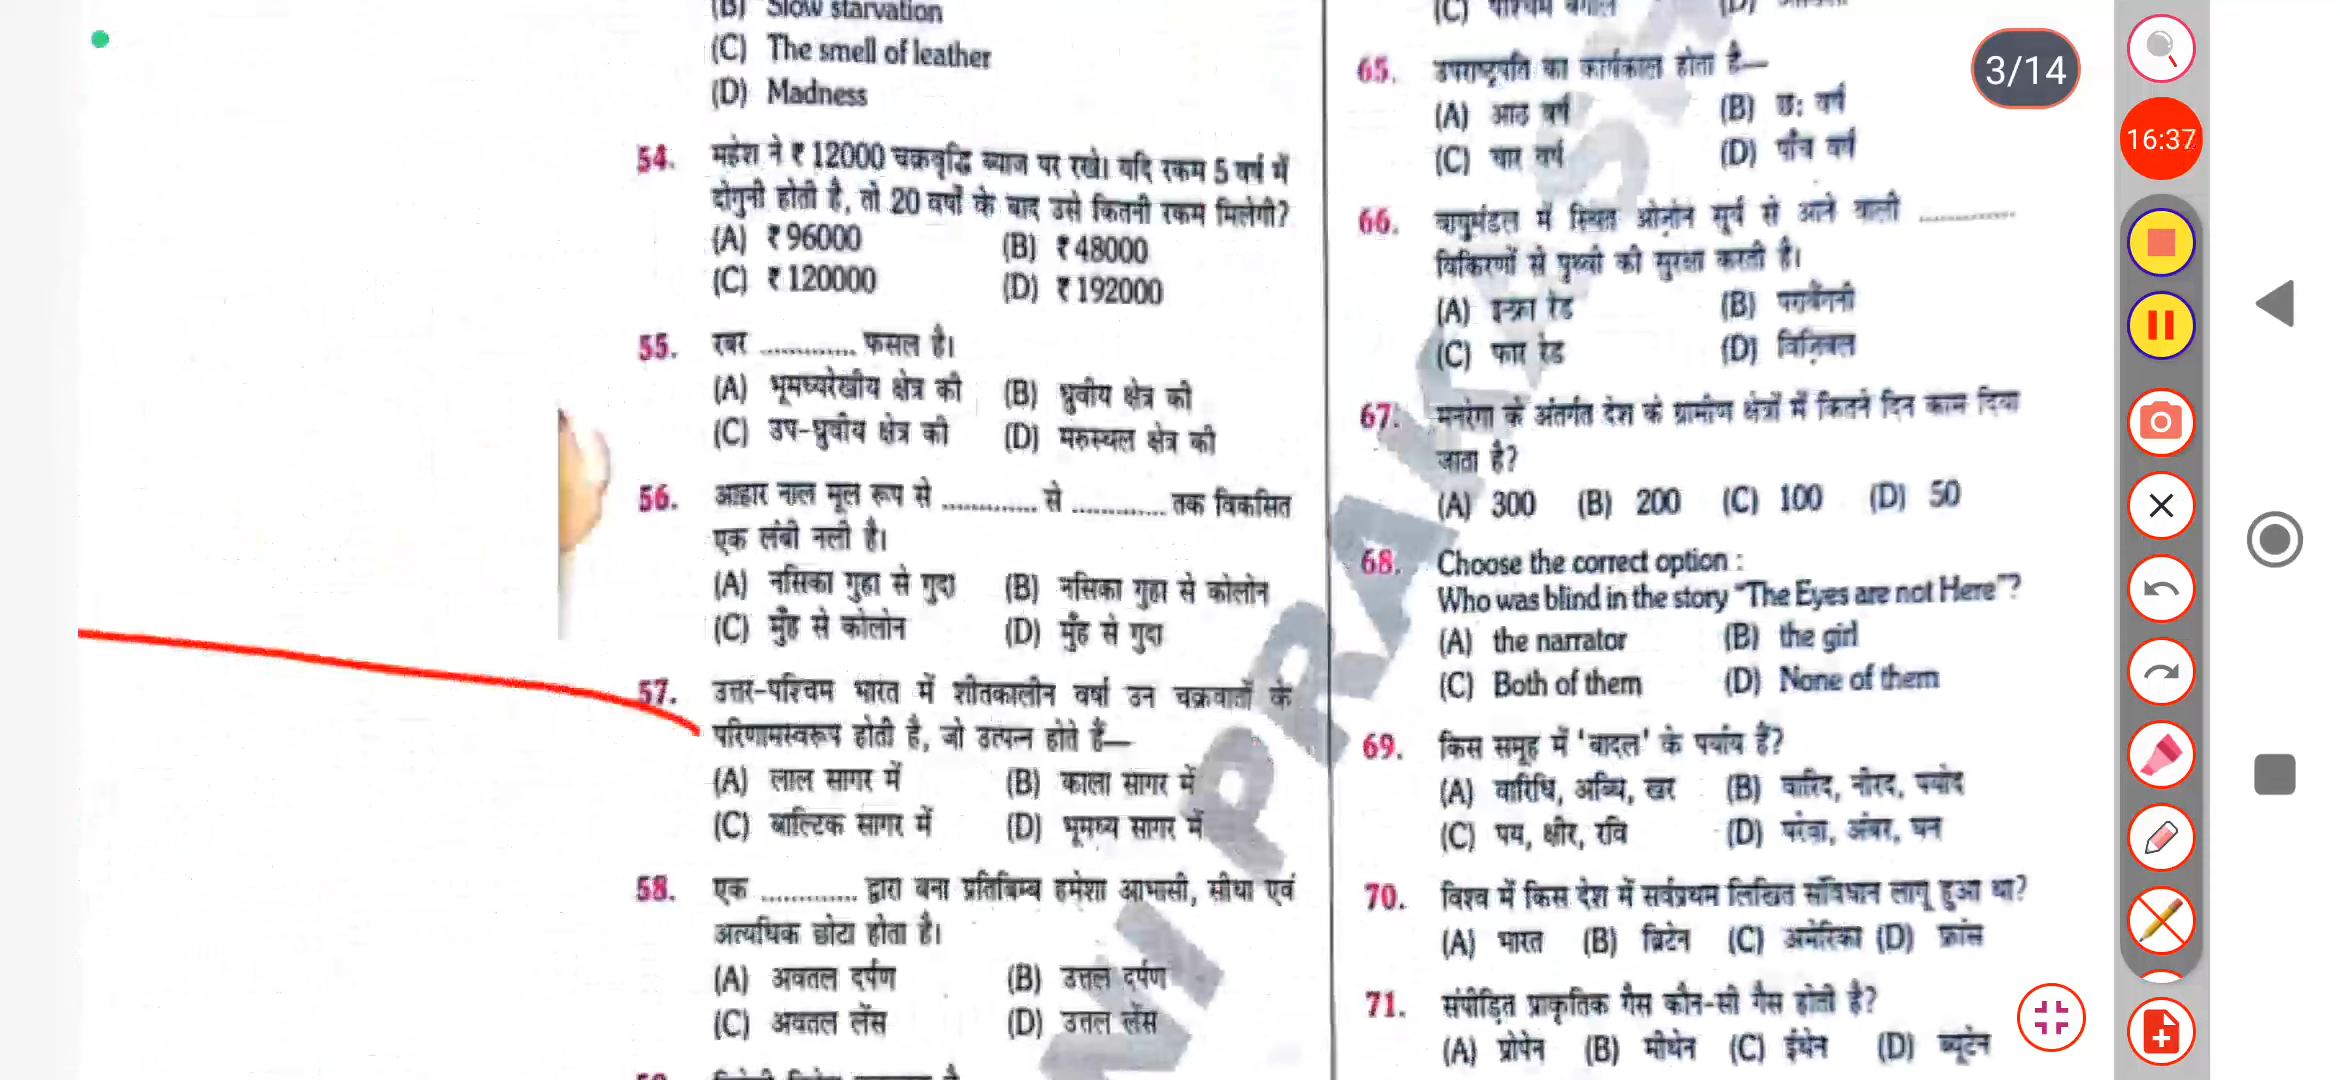 (B) Slow starvation
(C) The smell of leather
(D) Madness
54. महेश ने ₹ 12000 चक्रवृद्धि ब्याज पर रखे। यदि रकम 5 वर्ष में
दोगुनी होती है, तो 20 वर्षों के बाद उसे कितनी रकम मिलेगी?
(A) ₹ 96000 (B) ₹ 48000
(C) ₹ 120000 (D) ₹ 192000
55. रबर ............. फसल है।
(A) भूमध्यरेखीय क्षेत्र की (B) ध्रुवीय क्षेत्र की
(C) उप-ध्रुवीय क्षेत्र की (D) मरुस्थल क्षेत्र की
56. आहार नाल मूल रूप से ............. से ............. तक विकसित
एक लंबी नली है।
(A) नसिका गुहा से गुदा (B) नसिका गुहा से कोलोन
(C) मुँह से कोलोन (D) मुँह से गुदा
57. उत्तर-पश्चिम भारत में शीतकालीन वर्षा उन चक्रवातों के
परिणामस्वरूप होती है, जो उत्पन्न होते हैं—
(A) लाल सागर में (B) काला सागर में
(C) बाल्टिक सागर में (D) भूमध्य सागर में
58. एक ............. द्वारा बना प्रतिबिम्ब हमेशा आभासी, सीधा एवं
अत्यधिक छोटा होता है।
(A) अवतल दर्पण (B) उत्तल दर्पण
(C) अवतल लेंस (D) उत्तल लेंस
(C) पश्चिम बंगाल (D)
65. उपराष्ट्रपति का कार्यकाल होता है—
(A) आठ वर्ष (B) छः वर्ष
(C) चार वर्ष (D) पाँच वर्ष
66. वायुमंडल में स्थित ओज़ोन सूर्य से आने वाली .............
विकिरणों से पृथ्वी की सुरक्षा करती है।
(A) इन्फ्रा रेड (B) पराबैंगनी
(C) फार रेड (D) विज़िबल
67. मनरेगा के अंतर्गत देश के ग्रामीण क्षेत्रों में कितने दिन काम दिया
जाता है?
(A) 300 (B) 200 (C) 100 (D) 50
68. Choose the correct option :
Who was blind in the story "The Eyes are not Here"?
(A) the narrator (B) the girl
(C) Both of them (D) None of them
69. किस समूह में 'बादल' के पर्याय हैं?
(A) वारिधि, अब्धि, खर (B) वारिद, नीरद, पयोद
(C) पय, क्षीर, रवि (D) अंबर, घन
70. विश्व में किस देश में सर्वप्रथम लिखित संविधान लागू हुआ था?
(A) भारत (B) ब्रिटेन (C) अमेरिका (D) फ्रांस
71. संपीड़ित प्राकृतिक गैस कौन-सी गैस होती है?
(A) प्रोपेन (B) मीथेन (C) ईथेन (D) ब्यूटेन
3/14
16:37